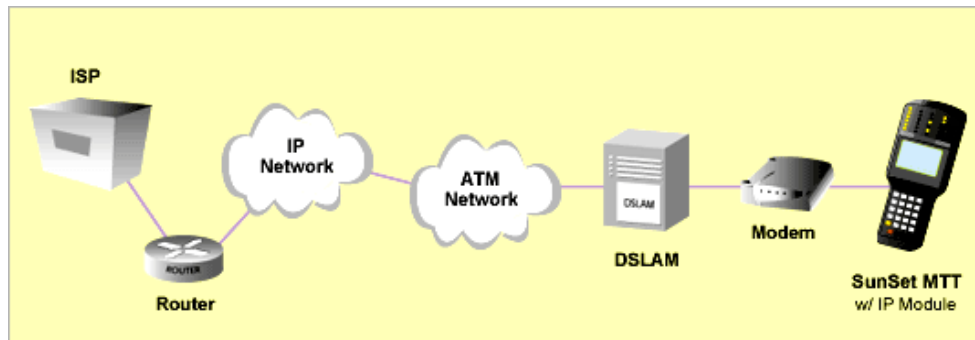 ISP
IP
Network
ATM
Network
DSLAM
ROUTER
Router
DSLAM
Modem
SunSet MTT
w/ IP Module